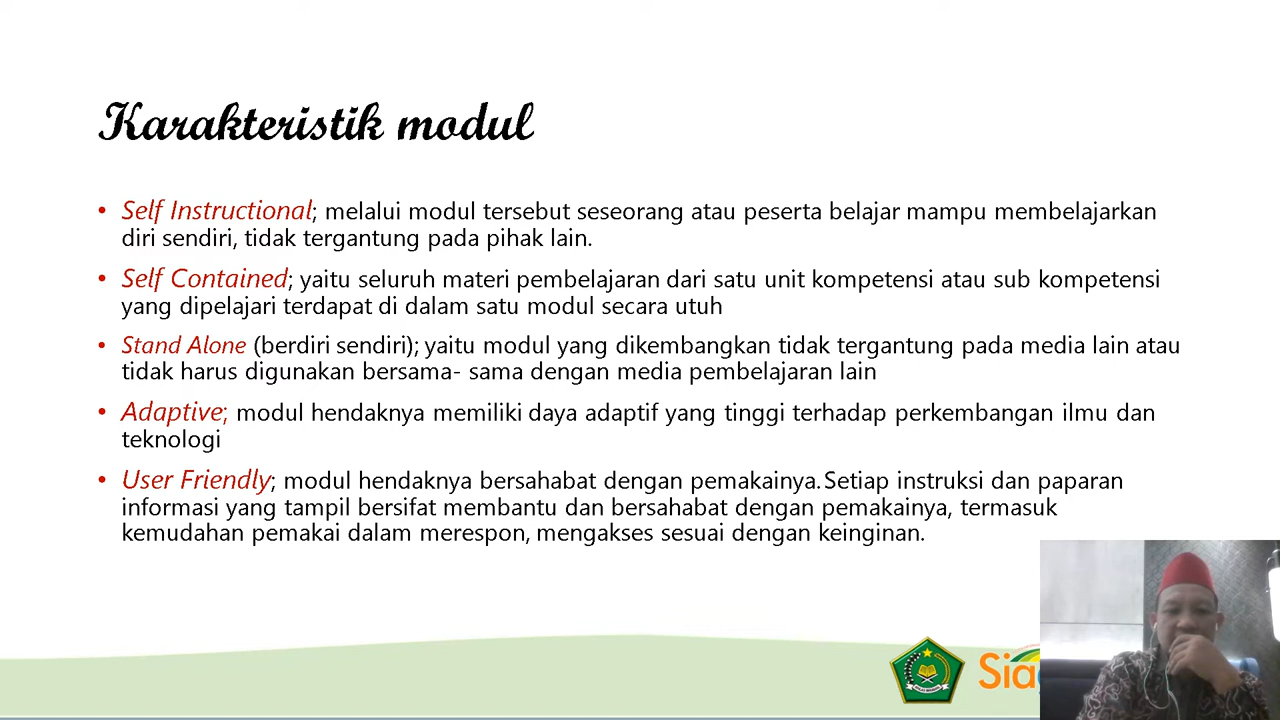 Karakteristik modul
• Self Instructional; melalui modul tersebut seseorang atau peserta belajar mampu membelajarkan
diri sendiri, tidak tergantung pada pihak lain.
• Self Contained; yaitu seluruh materi pembelajaran dari satu unit kompetensi atau sub kompetensi
yang dipelajari terdapat di dalam satu modul secara utuh
• Stand Alone (berdiri sendiri); yaitu modul yang dikembangkan tidak tergantung pada media lain atau
tidak harus digunakan bersama- sama dengan media pembelajaran lain
• Adaptive; modul hendaknya memiliki daya adaptif yang tinggi terhadap perkembangan ilmu dan
teknologi
• User Friendly; modul hendaknya bersahabat dengan pemakainya. Setiap instruksi dan paparan
informasi yang tampil bersifat membantu dan bersahabat dengan pemakainya, termasuk
kemudahan pemakai dalam merespon, mengakses sesuai dengan keinginan.